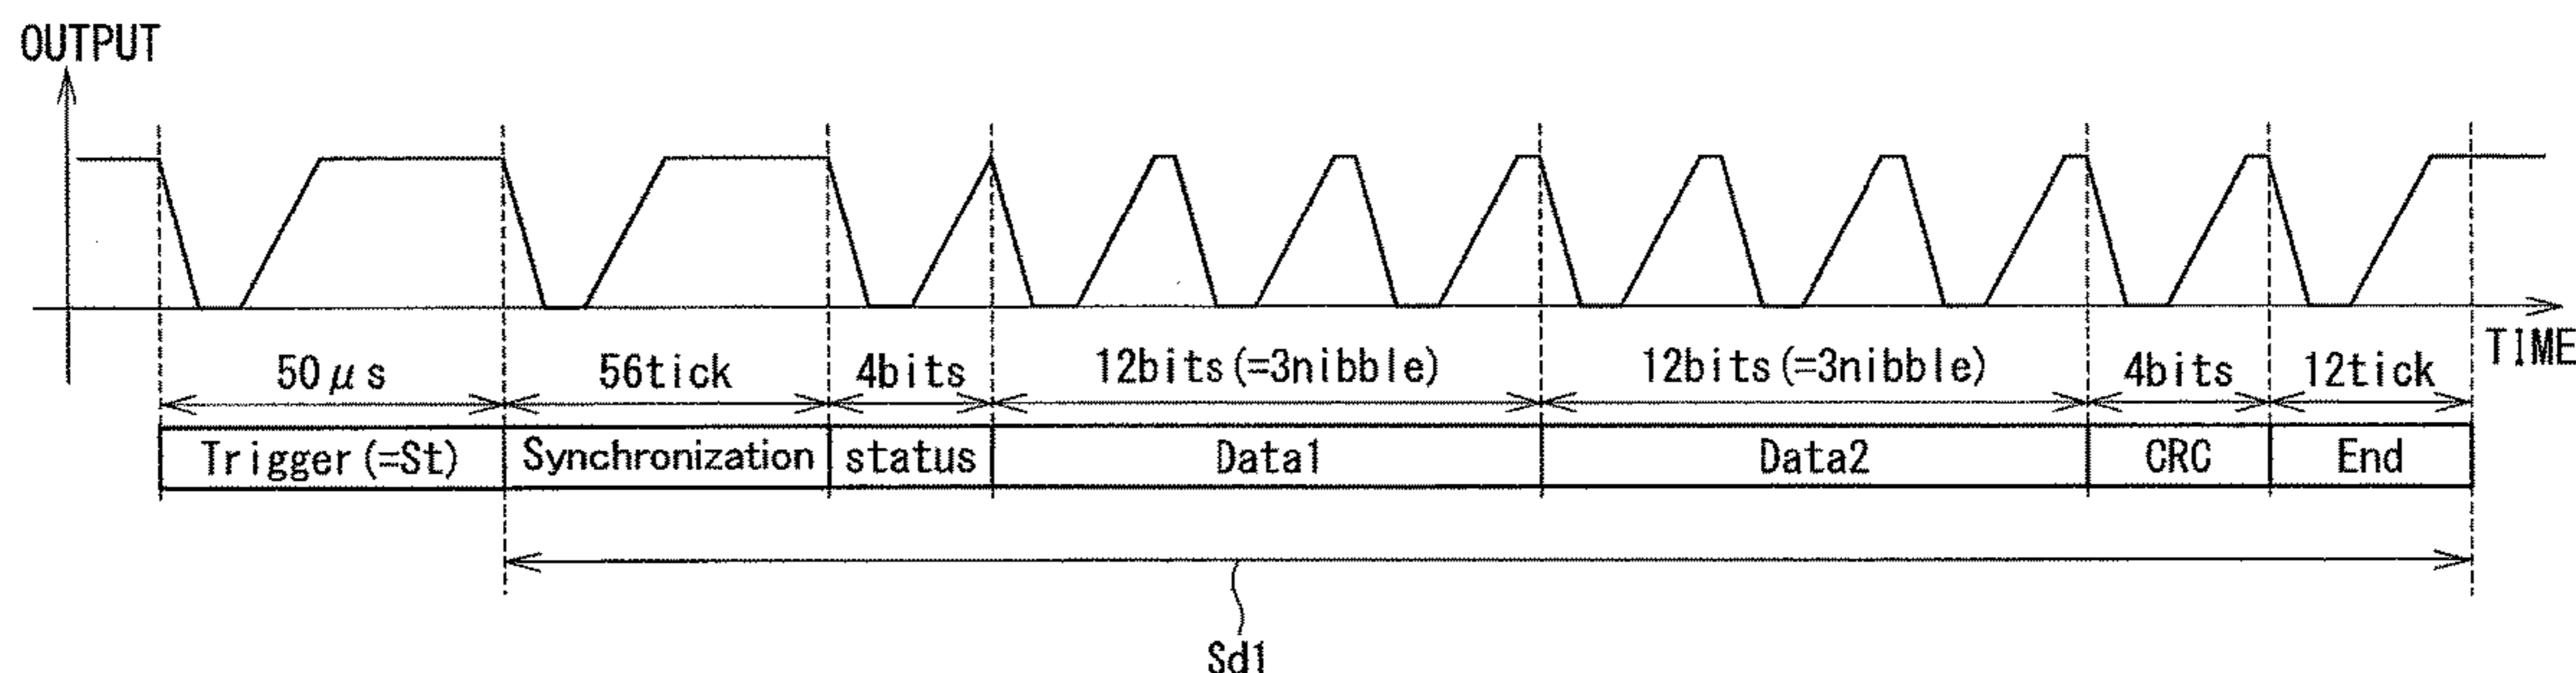 OUTPUT
50μs 56tick 4bits 12bits(=3nibble) 12bits(=3nibble) 4bits 12tick
TIME
Trigger(=St) Synchronization status Data1 Data2 CRC End
Sd1